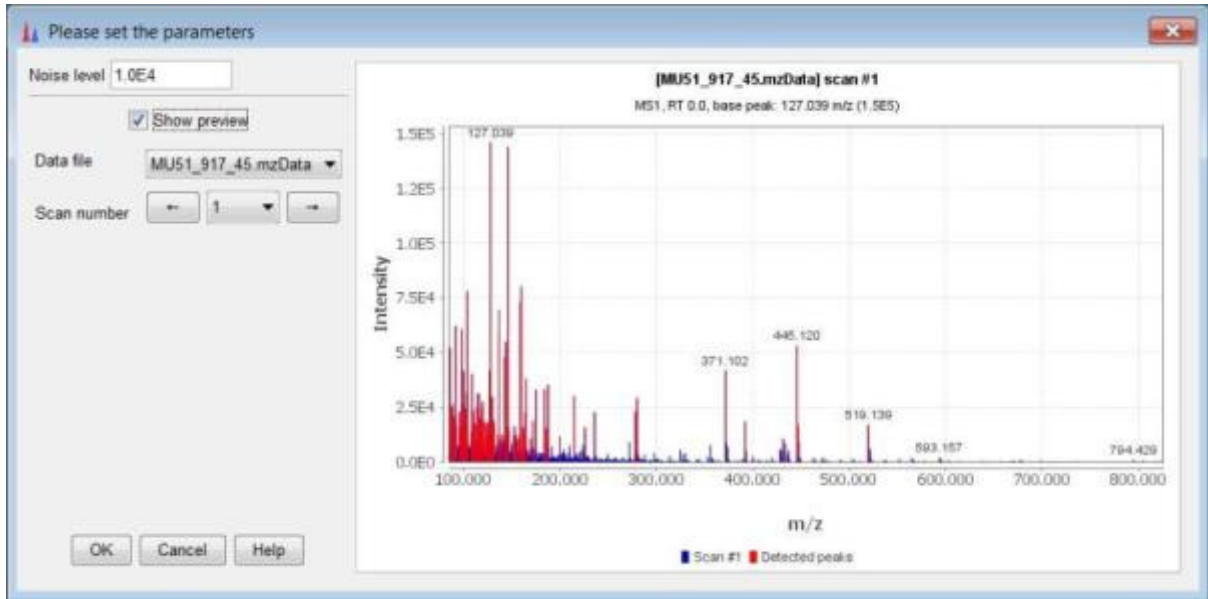 Please set the parameters
Noise level 1.0E4
Show preview
Data file MU51_917_45.mzData
Scan number ← 1 →
OK Cancel Help
[MU51_917_45.mzData] scan #1
MS1, RT 0.0, base peak: 127.039 m/z (1.5E5)
Intensity
1.5E5
1.2E5
1.0E5
7.5E4
5.0E4
2.5E4
0.0E0
127.039
371.102
445.120
519.139
593.157
794.429
100.000 200.000 300.000 400.000 500.000 600.000 700.000 800.000
m/z
Scan #1 Detected peaks